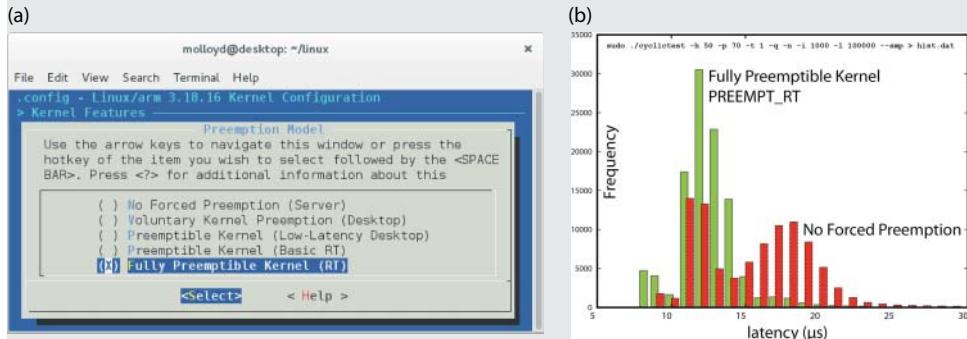 (a)
molloyd@desktop: ~/linux
×
File Edit View Search Terminal Help
.config - Linux/arm 3.18.16 Kernel Configuration
> Kernel Features
Preemption Model
Use the arrow keys to navigate this window or press the
hotkey of the item you wish to select followed by the <SPACE
BAR>. Press <?> for additional information about this
( ) No Forced Preemption (Server)
( ) Voluntary Kernel Preemption (Desktop)
( ) Preemptible Kernel (Low-Latency Desktop)
( ) Preemptible Kernel (Basic RT)
(X) Fully Preemptible Kernel (RT)
<Select> < Help >
(b)
sudo ./cyclictest -h 50 -p 70 -t 1 -q -n -i 1000 -l 100000 --smp > hist.dat
35000
30000
25000
20000
15000
10000
5000
0
Frequency
Fully Preemptible Kernel
PREEMPT_RT
No Forced Preemption
5 10 15 20 25 30
latency (µs)